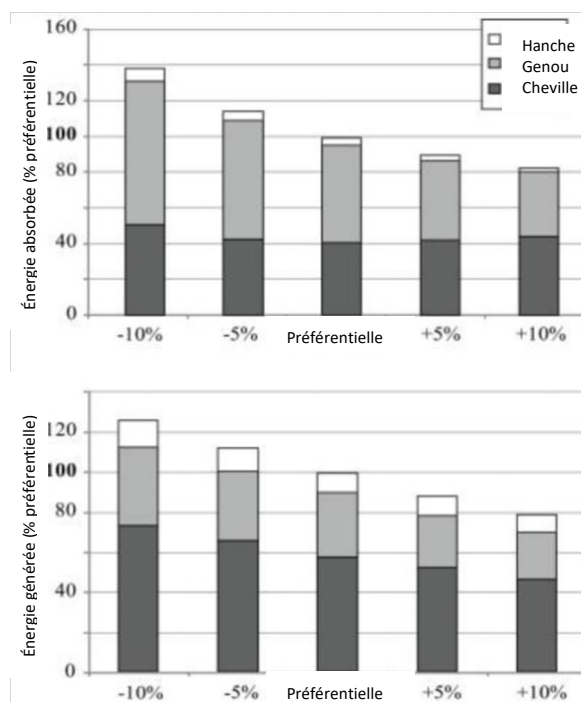 160
120
100
80
40
0
Énergie absorbée (% préférentielle)
Hanche
Genou
Cheville
-10%
-5%
Préférentielle
+5%
+10%
120
100
80
40
0
Énergie générée (% préférentielle)
-10%
-5%
Préférentielle
+5%
+10%